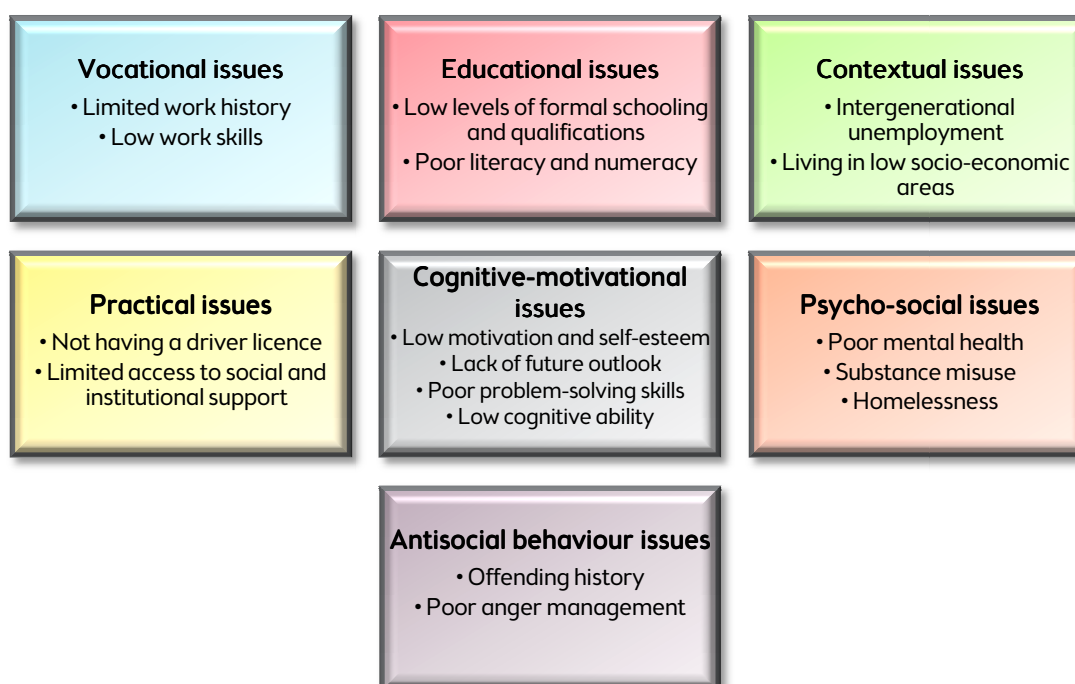 Vocational issues
• Limited work history
• Low work skills
Educational issues
• Low levels of formal schooling
and qualifications
• Poor literacy and numeracy
Contextual issues
• Intergenerational
unemployment
• Living in low socio-economic
areas
Practical issues
• Not having a driver licence
• Limited access to social and
institutional support
Cognitive-motivational
issues
• Low motivation and self-esteem
• Lack of future outlook
• Poor problem-solving skills
• Low cognitive ability
Psycho-social issues
• Poor mental health
• Substance misuse
• Homelessness
Antisocial behaviour issues
• Offending history
• Poor anger management